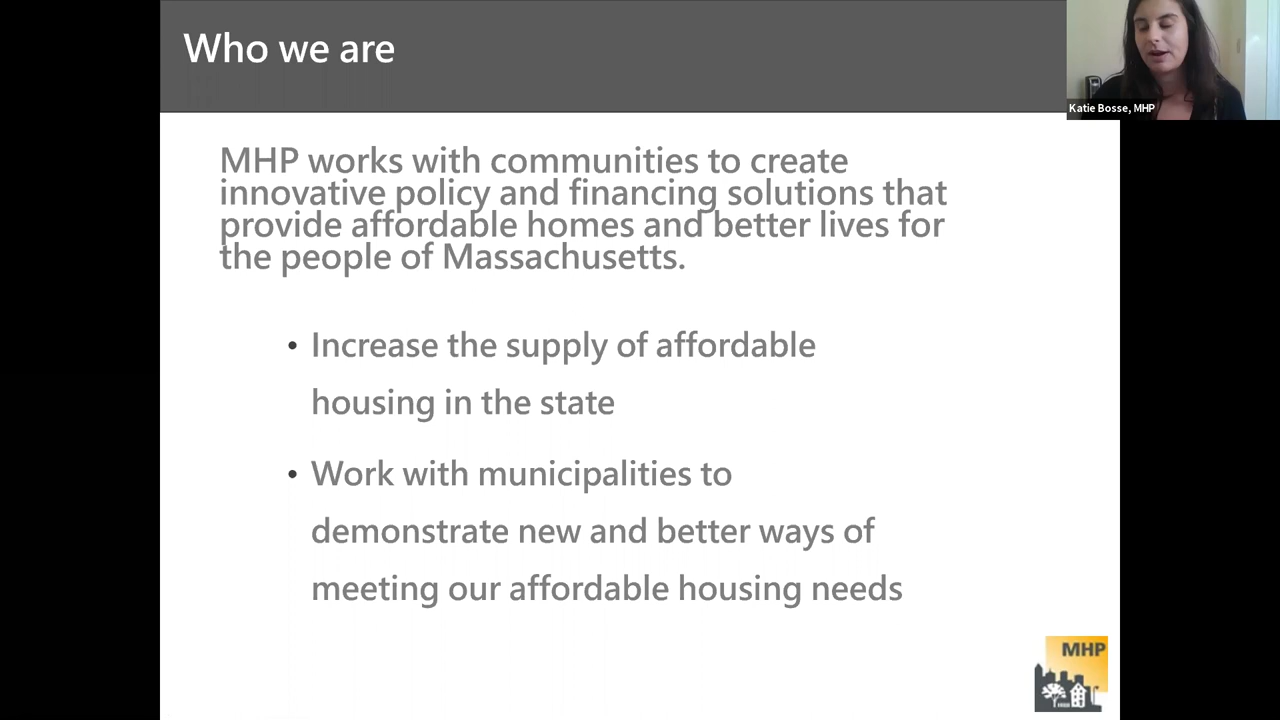 Who we are
Katie Bosse, MHP
MHP works with communities to create
innovative policy and financing solutions that
provide affordable homes and better lives for
the people of Massachusetts.
• Increase the supply of affordable
housing in the state
• Work with municipalities to
demonstrate new and better ways of
meeting our affordable housing needs
MHP